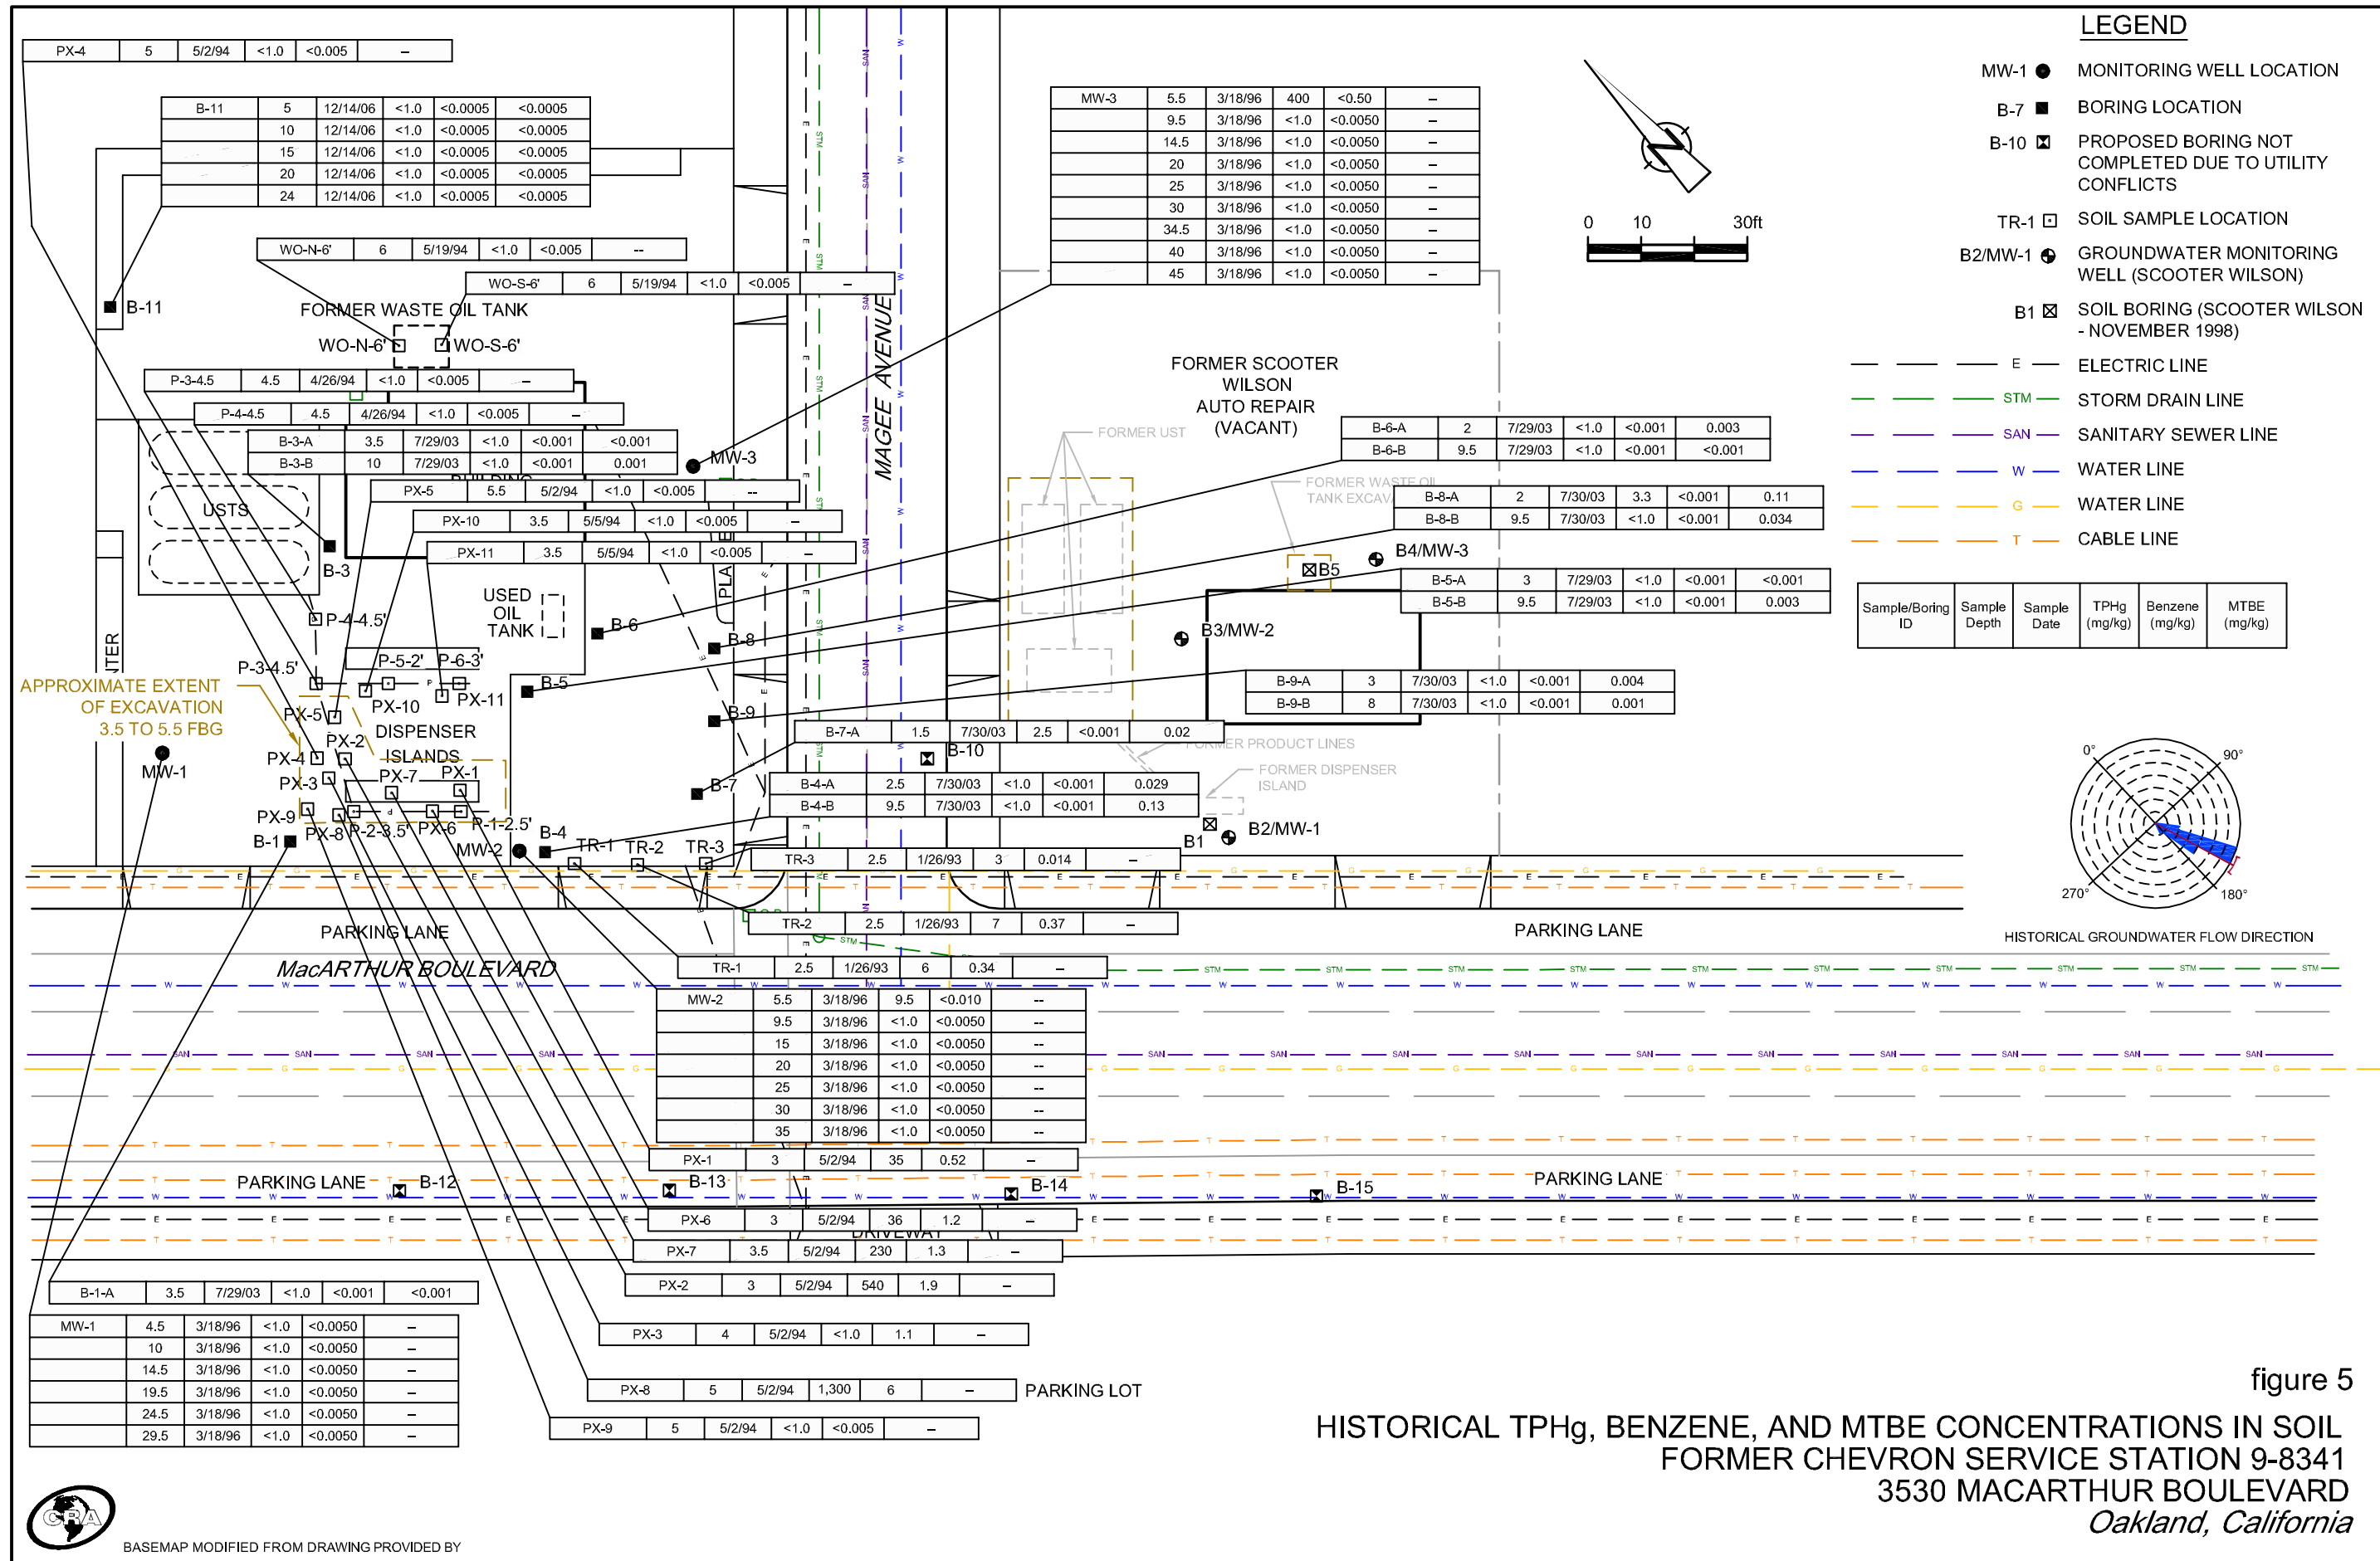 PX-4 5 5/2/94 <1.0 <0.005 –
B-11 5 12/14/06 <1.0 <0.0005 <0.0005
10 12/14/06 <1.0 <0.0005 <0.0005
15 12/14/06 <1.0 <0.0005 <0.0005
20 12/14/06 <1.0 <0.0005 <0.0005
24 12/14/06 <1.0 <0.0005 <0.0005
WO-N-6' 6 5/19/94 <1.0 <0.005 --
WO-S-6' 6 5/19/94 <1.0 <0.005 –
B-11
FORMER WASTE OIL TANK
WO-N-6' WO-S-6'
P-3-4.5 4.5 4/26/94 <1.0 <0.005 –
P-4-4.5 4.5 4/26/94 <1.0 <0.005 –
B-3-A 3.5 7/29/03 <1.0 <0.001 <0.001
B-3-B 10 7/29/03 <1.0 <0.001 0.001
PX-5 5.5 5/2/94 <1.0 <0.005 --
PX-10 3.5 5/5/94 <1.0 <0.005 –
PX-11 3.5 5/5/94 <1.0 <0.005 –
USTS
B-3
USED
OIL
TANK
P-4-4.5'
P-3-4.5' P-5-2' P-6-3'
PX-10 PX-11
PX-5
DISPENSER
ISLANDS
PX-2
PX-4
PX-3 PX-7 PX-1
PX-9 PX-8 P-2-3.5' PX-6 P-1-2.5'
B-1
MW-1
APPROXIMATE EXTENT
OF EXCAVATION
3.5 TO 5.5 FBG
MW-2
B-4
TR-1 TR-2 TR-3
B-5
B-6
B-7
B-8
B-9
B-10
MW-3
MAGEE AVENUE
MW-3 5.5 3/18/96 400 <0.50 –
9.5 3/18/96 <1.0 <0.0050 –
14.5 3/18/96 <1.0 <0.0050 –
20 3/18/96 <1.0 <0.0050 –
25 3/18/96 <1.0 <0.0050 –
30 3/18/96 <1.0 <0.0050 –
34.5 3/18/96 <1.0 <0.0050 –
40 3/18/96 <1.0 <0.0050 –
45 3/18/96 <1.0 <0.0050 –
N
0 10 30ft
FORMER SCOOTER
WILSON
AUTO REPAIR
(VACANT)
FORMER UST
FORMER WASTE OIL
B-6-A 2 7/29/03 <1.0 <0.001 0.003
B-6-B 9.5 7/29/03 <1.0 <0.001 <0.001
B-8-A 2 7/30/03 3.3 <0.001 0.11
B-8-B 9.5 7/30/03 <1.0 <0.001 0.034
B4/MW-3
B5
B-5-A 3 7/29/03 <1.0 <0.001 <0.001
B-5-B 9.5 7/29/03 <1.0 <0.001 0.003
B3/MW-2
B-9-A 3 7/30/03 <1.0 <0.001 0.004
B-9-B 8 7/30/03 <1.0 <0.001 0.001
B-7-A 1.5 7/30/03 2.5 <0.001 0.02
FORMER PRODUCT LINES
FORMER DISPENSER
ISLAND
B-4-A 2.5 7/30/03 <1.0 <0.001 0.029
B-4-B 9.5 7/30/03 <1.0 <0.001 0.13
B1 B2/MW-1
TR-3 2.5 1/26/93 3 0.014 –
TR-2 2.5 1/26/93 7 0.37 –
TR-1 2.5 1/26/93 6 0.34 –
PARKING LANE
PARKING LANE
MacARTHUR BOULEVARD
MW-2 5.5 3/18/96 9.5 <0.010 --
9.5 3/18/96 <1.0 <0.0050 --
15 3/18/96 <1.0 <0.0050 --
20 3/18/96 <1.0 <0.0050 --
25 3/18/96 <1.0 <0.0050 --
30 3/18/96 <1.0 <0.0050 --
35 3/18/96 <1.0 <0.0050 --
PX-1 3 5/2/94 35 0.52 –
PARKING LANE B-12 B-13 B-14 B-15 PARKING LANE
PX-6 3 5/2/94 36 1.2 –
DRIVEWAY
PX-7 3.5 5/2/94 230 1.3 –
PX-2 3 5/2/94 540 1.9 –
PX-3 4 5/2/94 <1.0 1.1 –
PX-8 5 5/2/94 1,300 6 –
PARKING LOT
PX-9 5 5/2/94 <1.0 <0.005 –
B-1-A 3.5 7/29/03 <1.0 <0.001 <0.001
MW-1 4.5 3/18/96 <1.0 <0.0050 –
10 3/18/96 <1.0 <0.0050 –
14.5 3/18/96 <1.0 <0.0050 –
19.5 3/18/96 <1.0 <0.0050 –
24.5 3/18/96 <1.0 <0.0050 –
29.5 3/18/96 <1.0 <0.0050 –
LEGEND
MW-1 MONITORING WELL LOCATION
B-7 BORING LOCATION
B-10 PROPOSED BORING NOT
COMPLETED DUE TO UTILITY
CONFLICTS
TR-1 SOIL SAMPLE LOCATION
B2/MW-1 GROUNDWATER MONITORING
WELL (SCOOTER WILSON)
B1 SOIL BORING (SCOOTER WILSON
- NOVEMBER 1998)
E ELECTRIC LINE
STM STORM DRAIN LINE
SAN SANITARY SEWER LINE
W WATER LINE
G WATER LINE
T CABLE LINE
Sample/Boring ID Sample Depth Sample Date TPHg (mg/kg) Benzene (mg/kg) MTBE (mg/kg)
0° 90°
270° 180°
HISTORICAL GROUNDWATER FLOW DIRECTION
figure 5
HISTORICAL TPHg, BENZENE, AND MTBE CONCENTRATIONS IN SOIL
FORMER CHEVRON SERVICE STATION 9-8341
3530 MACARTHUR BOULEVARD
Oakland, California
CRA
BASEMAP MODIFIED FROM DRAWING PROVIDED BY